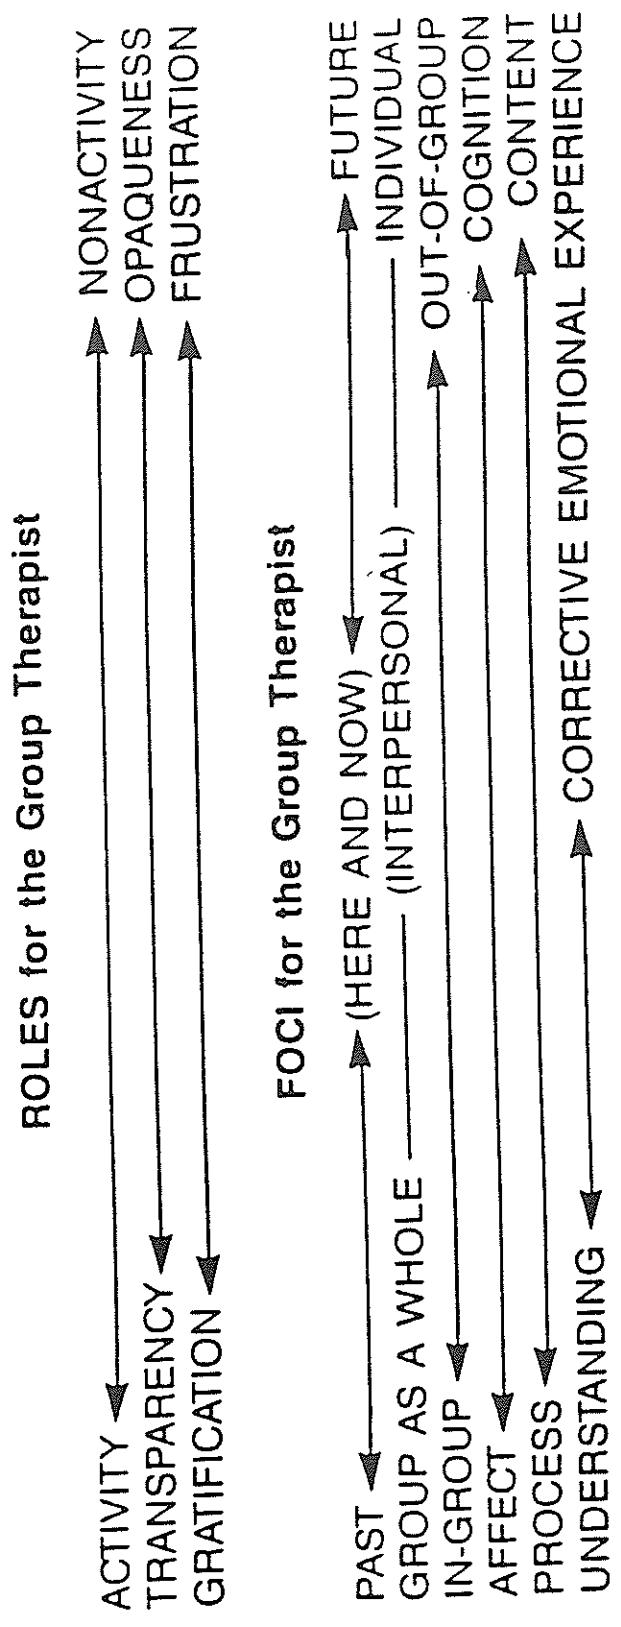 ROLES for the Group Therapist
ACTIVITY NONACTIVITY
TRANSPARENCY OPAQUENESS
GRATIFICATION FRUSTRATION
FOCI for the Group Therapist
PAST (HERE AND NOW) FUTURE
GROUP AS A WHOLE (INTERPERSONAL) INDIVIDUAL
IN-GROUP OUT-OF-GROUP
AFFECT COGNITION
PROCESS CONTENT
UNDERSTANDING CORRECTIVE EMOTIONAL EXPERIENCE